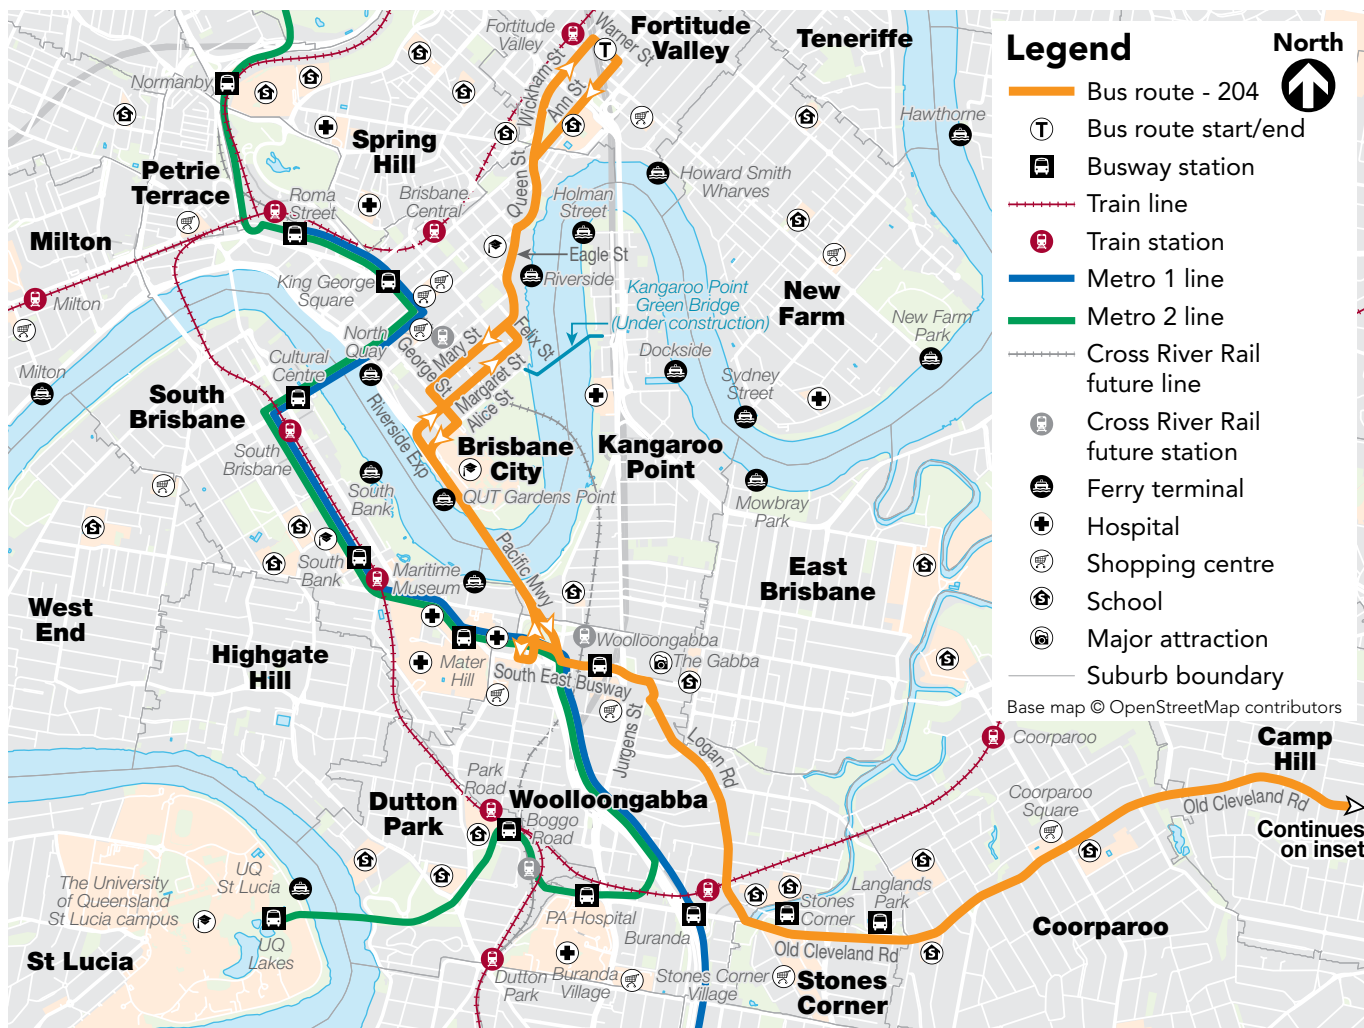 Legend
North
Bus route - 204
T
Bus route start/end
Busway station
Train line
Train station
Metro 1 line
Metro 2 line
Cross River Rail
future line
Cross River Rail
future station
Ferry terminal
Hospital
Shopping centre
S
School
Major attraction
Suburb boundary
Base map © OpenStreetMap contributors
Fortitude
Valley
Fortitude
Valley
T
Warner St
Teneriffe
Normanby
Wickham St
Ann St
Hawthorne
Spring
Hill
Petrie
Terrace
Roma
Street
Brisbane
Central
Queen St
Holman
Street
Howard Smith
Wharves
Milton
Eagle St
King George
Square
Riverside
Kangaroo Point
Green Bridge
(Under construction)
New
Farm
New Farm
Park
Milton
North
Quay
George St
Mary St
Felix St
Margaret St
Alice St
Dockside
Sydney
Street
Milton
Cultural
Centre
South
Brisbane
Riverside Exp
Brisbane
City
Kangaroo
Point
South
Brisbane
South
Bank
QUT Gardens Point
Mowbray
Park
Pacific Mwy
South
Bank
Maritime
Museum
East
Brisbane
West
End
Highgate
Hill
Mater
Hill
Woolloongabba
The Gabba
South East Busway
Jurgens St
Logan Rd
Coorparoo
Camp
Hill
Park
Road
Dutton
Park
Woolloongabba
Boggo
Road
Coorparoo
Square
Old Cleveland Rd
Continues
on inset
The University
of Queensland
St Lucia campus
UQ
St Lucia
UQ
Lakes
St Lucia
PA Hospital
Buranda
Stones
Corner
Langlands
Park
Old Cleveland Rd
Coorparoo
Dutton
Park
Buranda
Village
Stones Corner
Village
Stones
Corner